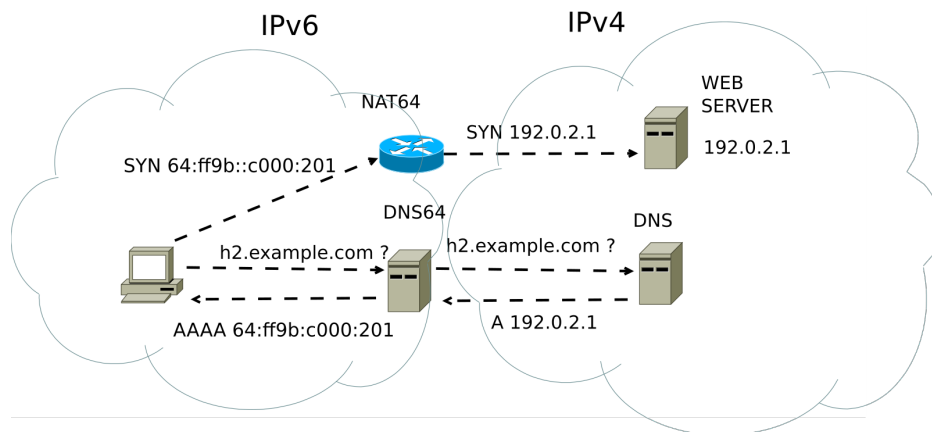 IPv6
IPv4
NAT64
WEB
SERVER
SYN 192.0.2.1
192.0.2.1
SYN 64:ff9b::c000:201
DNS64
DNS
h2.example.com ?
h2.example.com ?
AAAA 64:ff9b:c000:201
A 192.0.2.1